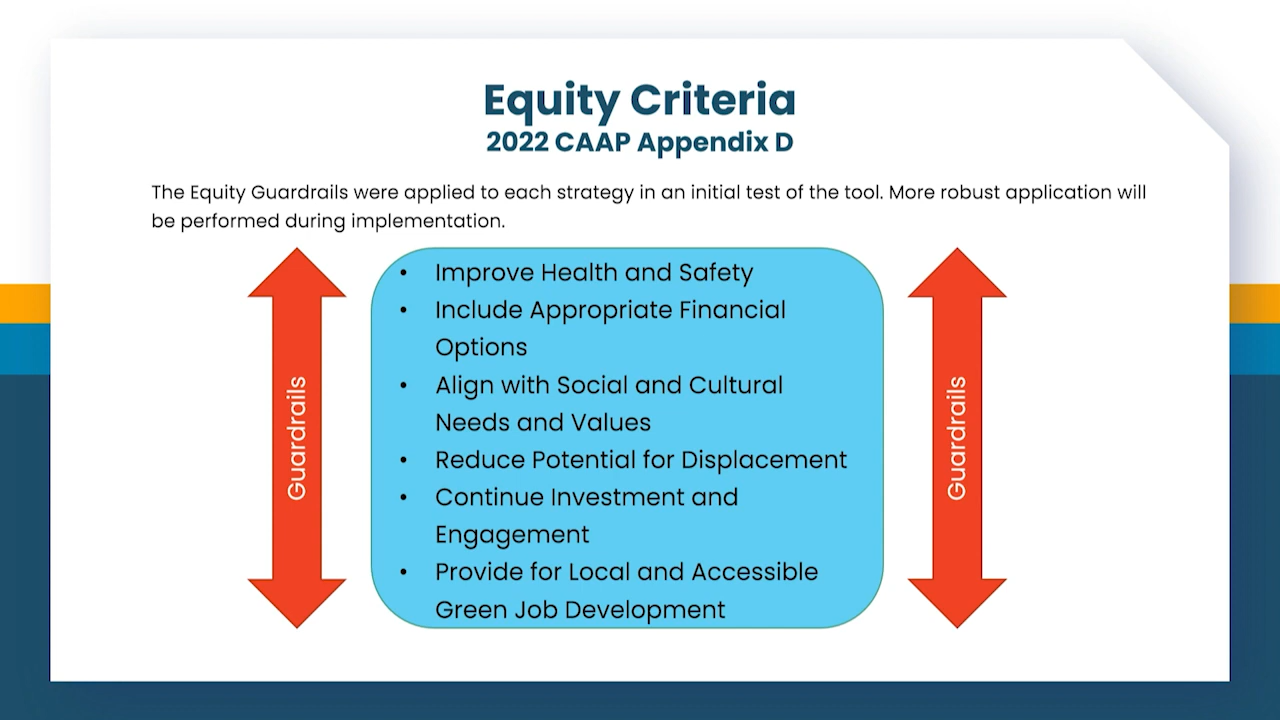 Equity Criteria
2022 CAAP Appendix D
The Equity Guardrails were applied to each strategy in an initial test of the tool. More robust application will
be performed during implementation.
Guardrails
• Improve Health and Safety
• Include Appropriate Financial
Options
• Align with Social and Cultural
Needs and Values
• Reduce Potential for Displacement
• Continue Investment and
Engagement
• Provide for Local and Accessible
Green Job Development
Guardrails